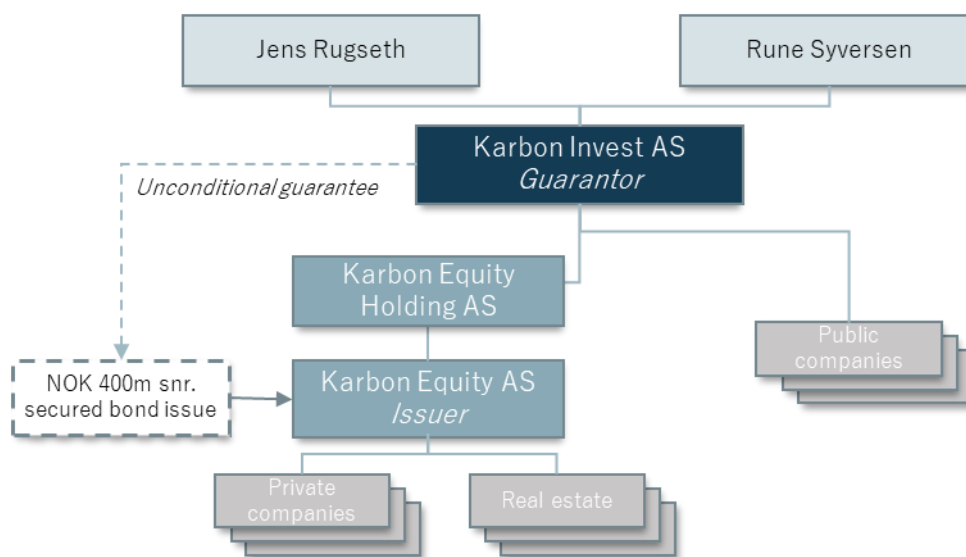 Jens Rugseth
Rune Syversen
Karbon Invest AS
Guarantor
Unconditional guarantee
Karbon Equity
Holding AS
Public
companies
NOK 400m snr.
secured bond issue
Karbon Equity AS
Issuer
Private
companies
Real estate